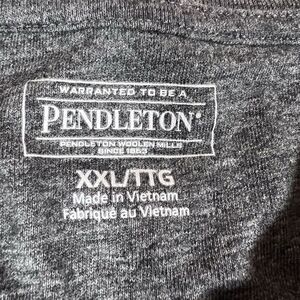 WARRANTED TO BE A
PENDLETON®
PENDLETON WOOLEN MILLS
SINCE 1863
XXL/TTG
Made in Vietnam
Fabriqué au Vietnam